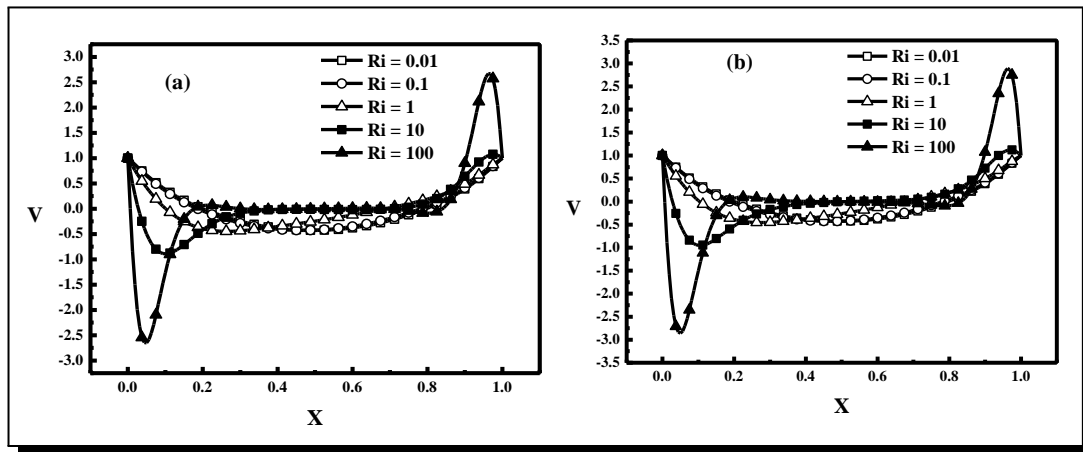 (a)
Ri = 0.01
Ri = 0.1
Ri = 1
Ri = 10
Ri = 100
3.0
2.5
2.0
1.5
1.0
0.5
0.0
-0.5
-1.0
-1.5
-2.0
-2.5
-3.0
V
0.0 0.2 0.4 0.6 0.8 1.0
X
(b)
Ri = 0.01
Ri = 0.1
Ri = 1
Ri = 10
Ri = 100
3.5
3.0
2.5
2.0
1.5
1.0
0.5
0.0
-0.5
-1.0
-1.5
-2.0
-2.5
-3.0
-3.5
V
0.0 0.2 0.4 0.6 0.8 1.0
X